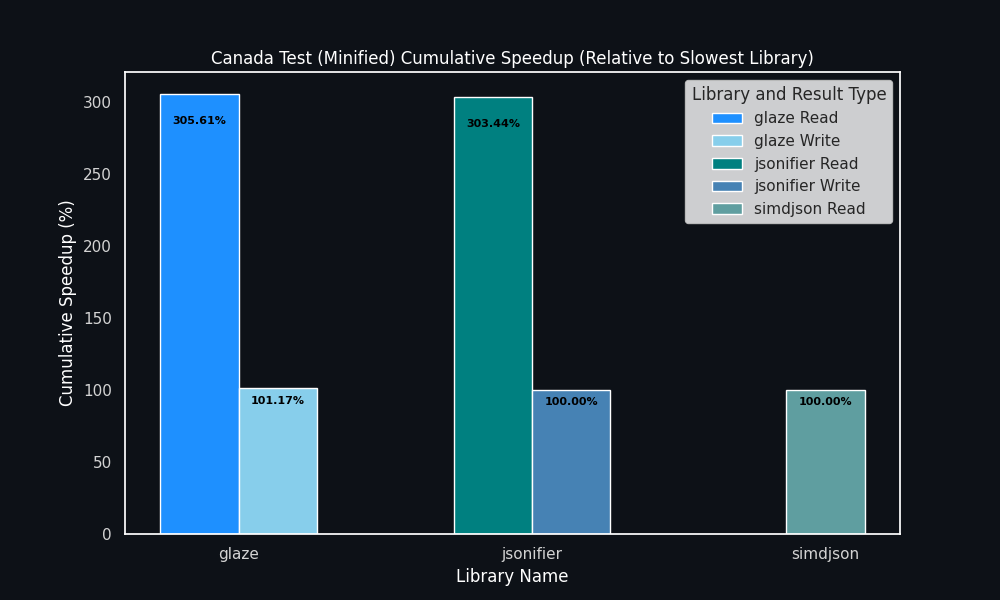 Canada Test (Minified) Cumulative Speedup (Relative to Slowest Library)
Cumulative Speedup (%)
300
250
200
150
100
50
0
305.61%
101.17%
303.44%
100.00%
100.00%
Library and Result Type
glaze Read
glaze Write
jsonifier Read
jsonifier Write
simdjson Read
glaze
jsonifier
simdjson
Library Name